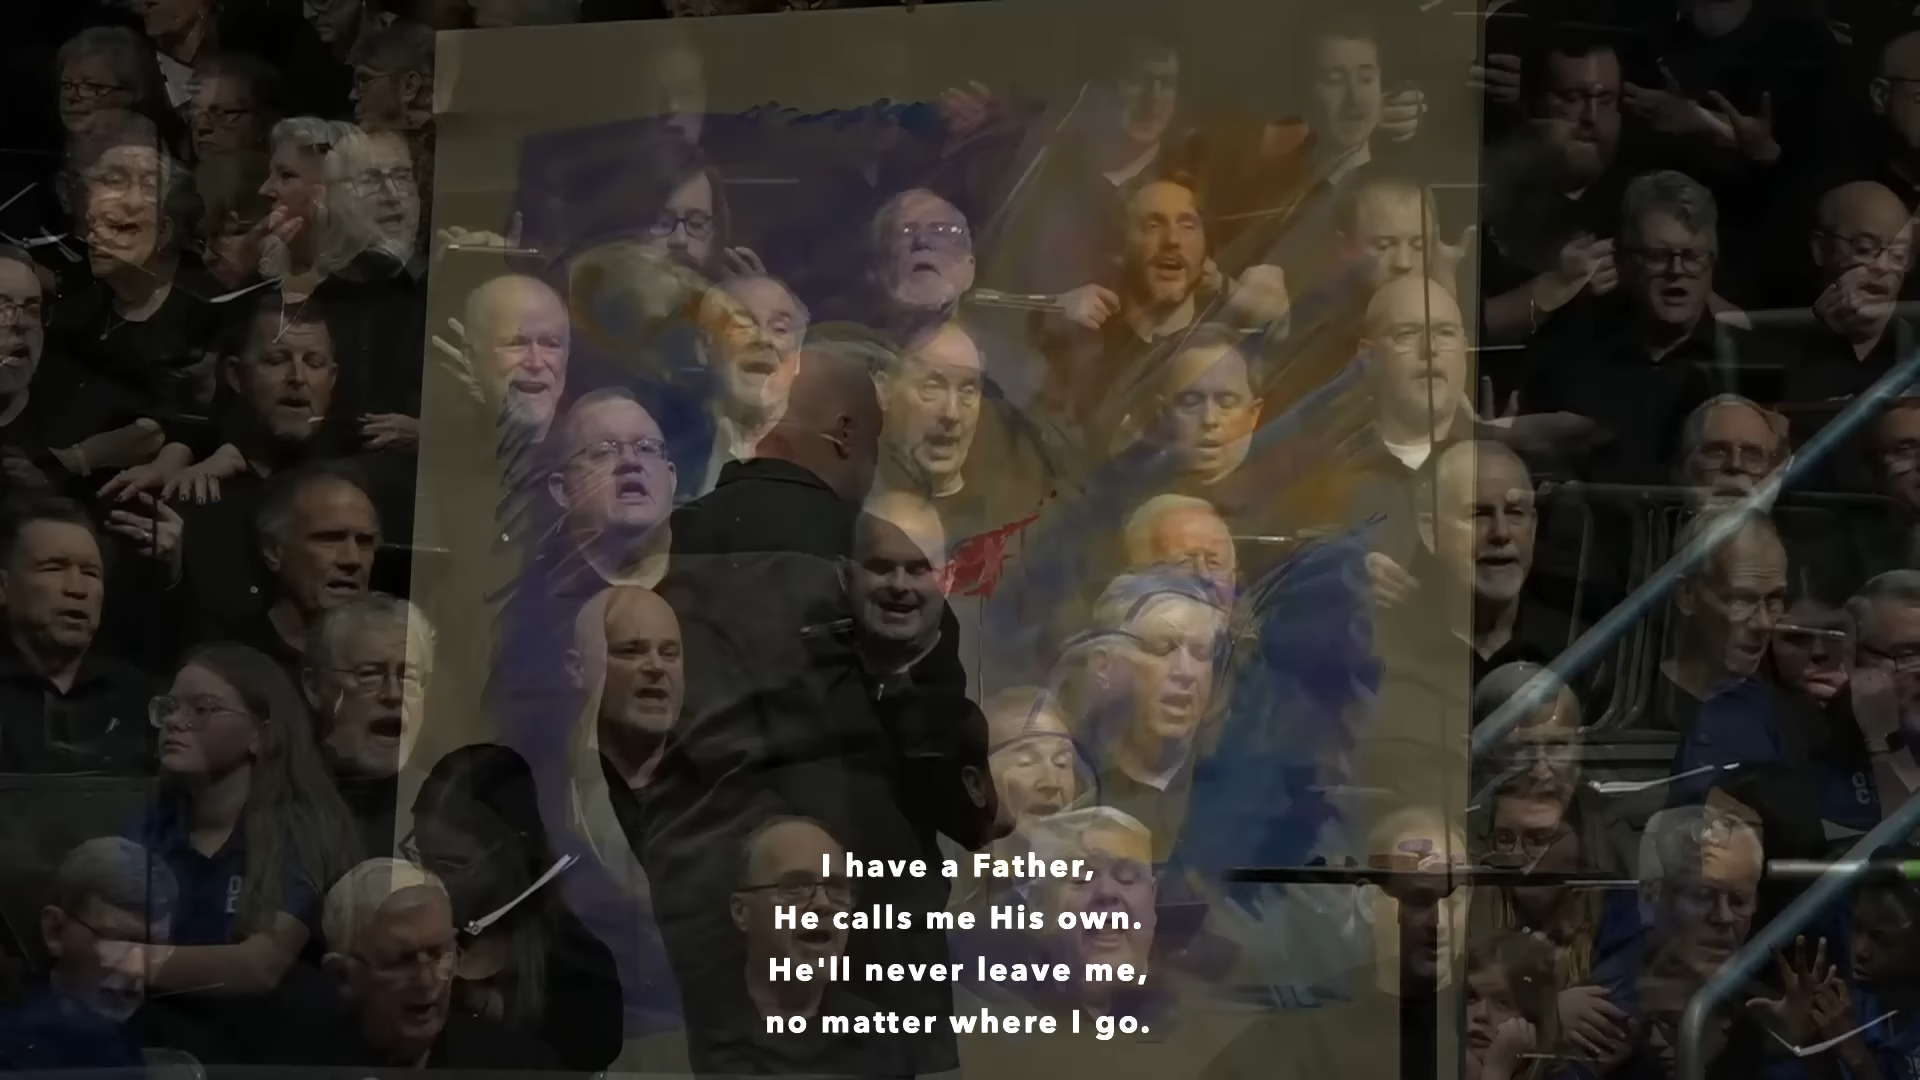 I have a Father,
He calls me His own.
He'll never leave me,
no matter where I go.